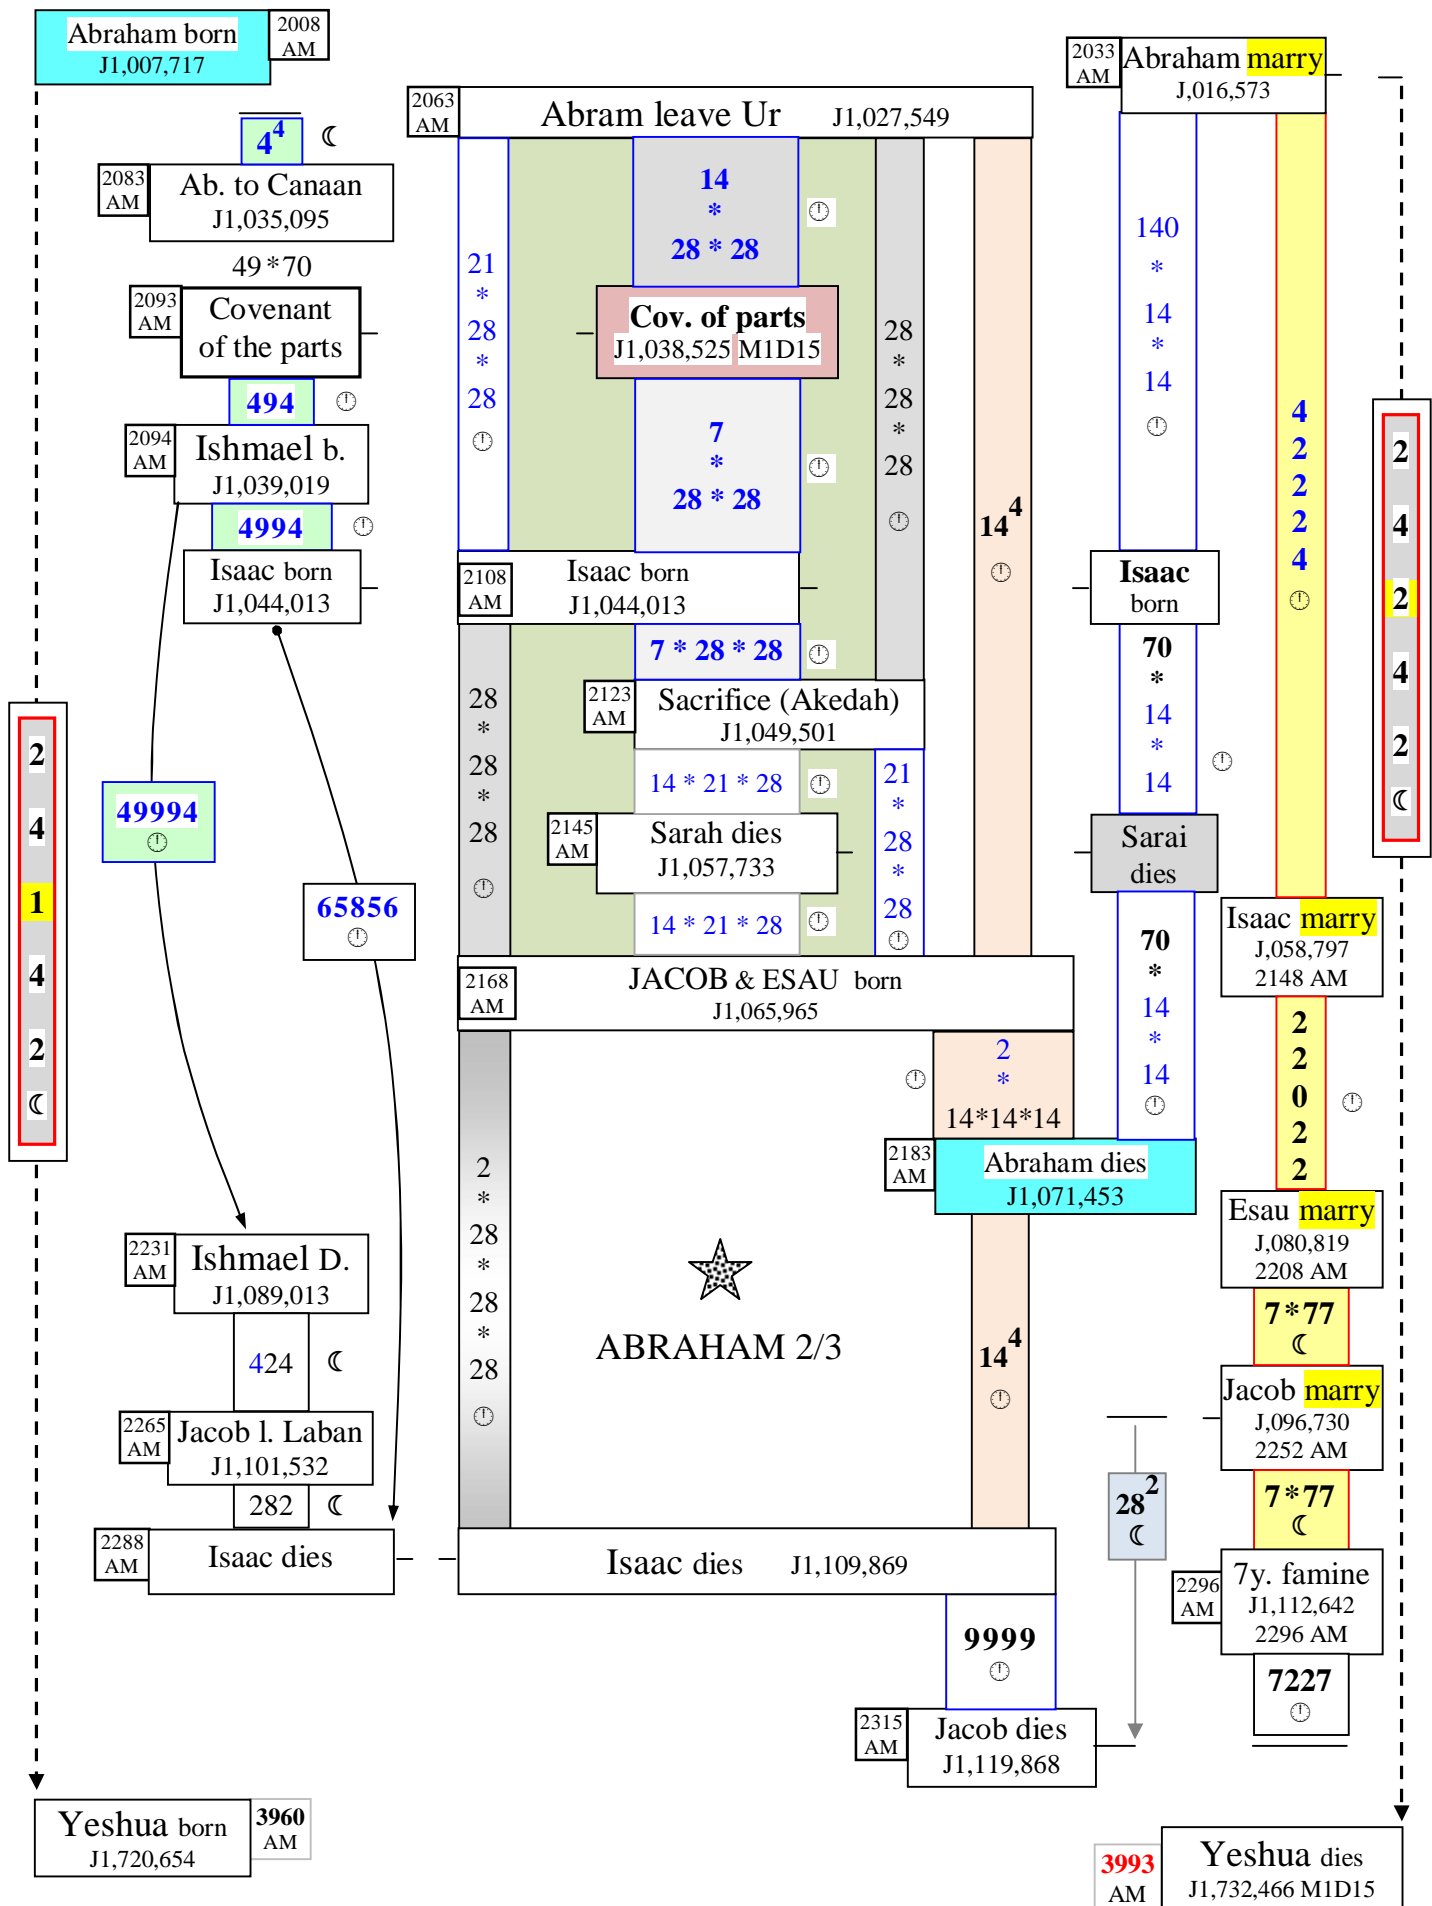 Abraham born
J1,007,717
2008
AM
4⁴ ☾
2083
AM
Ab. to Canaan
J1,035,095
49*70
2093
AM
Covenant
of the parts
494
2094
AM
Ishmael b.
J1,039,019
4994
Isaac born
J1,044,013
49994
65856
2
4
1
4
2
☾
2231
AM
Ishmael D.
J1,089,013
424 ☾
2265
AM
Jacob l. Laban
J1,101,532
282 ☾
2288
AM
Isaac dies
Yeshua born
J1,720,654
3960
AM
2063
AM
Abram leave Ur J1,027,549
21
*
28
*
28
14
*
28 * 28
Cov. of parts
J1,038,525 M1D15
7
*
28 * 28
28
*
28
*
28
14⁴
2108
AM
Isaac born
J1,044,013
7 * 28 * 28
28
*
28
*
28
2123
AM
Sacrifice (Akedah)
J1,049,501
14 * 21 * 28
21
*
28
*
28
2145
AM
Sarah dies
J1,057,733
14 * 21 * 28
2168
AM
JACOB & ESAU born
J1,065,965
2
*
28
*
28
*
28
2
*
14*14*14
2183
AM
Abraham dies
J1,071,453
ABRAHAM 2/3
14⁴
Isaac dies J1,109,869
9999
2315
AM
Jacob dies
J1,119,868
28²
☾
2033
AM
Abraham marry
J,016,573
140
*
14
*
14
Isaac
born
70
*
14
*
14
Sarai
dies
70
*
14
*
14
4
2
2
2
4
Isaac marry
J,058,797
2148 AM
2
2
0
2
2
Esau marry
J,080,819
2208 AM
7*77
☾
Jacob marry
J,096,730
2252 AM
7*77
☾
2296
AM
7y. famine
J1,112,642
2296 AM
7227
2
4
2
4
2
☾
3993
AM
Yeshua dies
J1,732,466 M1D15